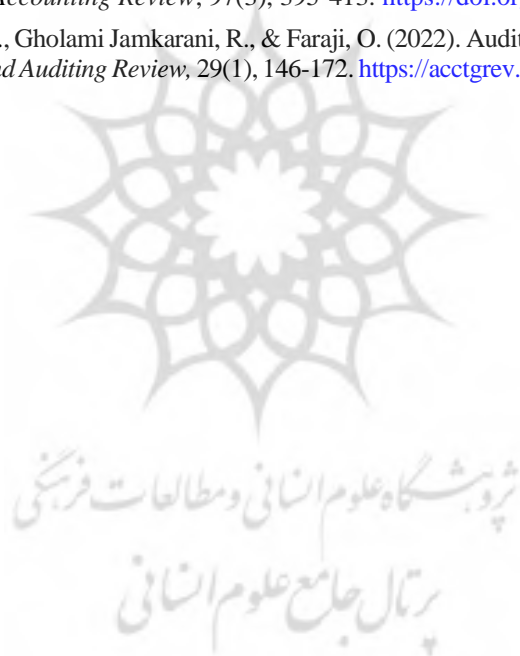 Accounting Review, 97(3), 393-413. https://doi.or
., Gholami Jamkarani, R., & Faraji, O. (2022). Audit
nd Auditing Review, 29(1), 146-172. https://acctgrev.
پژوهشگاه علوم انسانی و مطالعات فرهنگی
پرتال جامع علوم انسانی